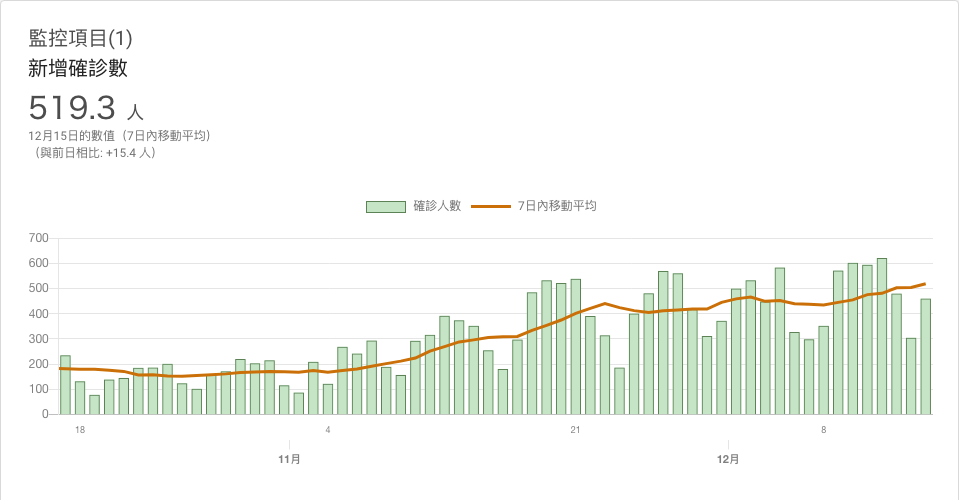 監控項目(1)
新增確診數
519.3 人
12月15日的數值（7日內移動平均）
（與前日相比: +15.4 人）
確診人數 7日內移動平均
700
600
500
400
300
200
100
0
18 4 21 8
11月 12月